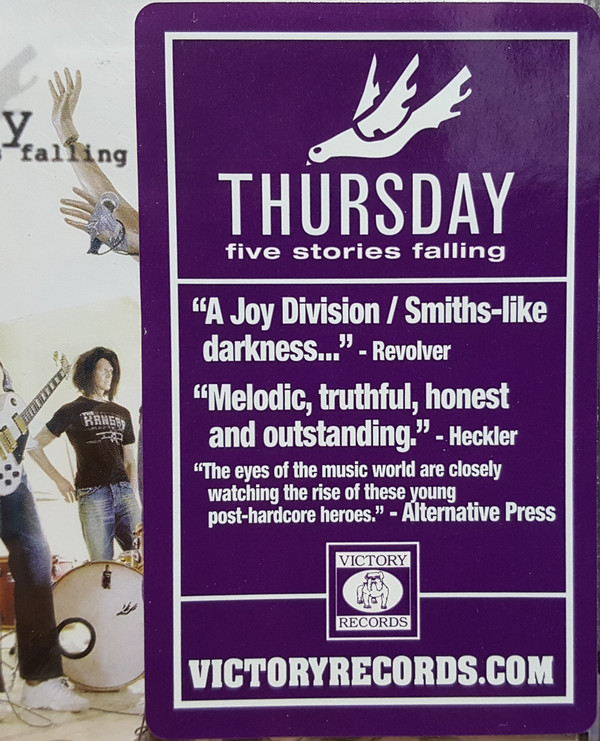 y
falling
THURSDAY
five stories falling
“A Joy Division / Smiths-like
darkness...” - Revolver
“Melodic, truthful, honest
and outstanding.” - Heckler
“The eyes of the music world are closely
watching the rise of these young
post-hardcore heroes.” - Alternative Press
VICTORY
RECORDS
VICTORYRECORDS.COM